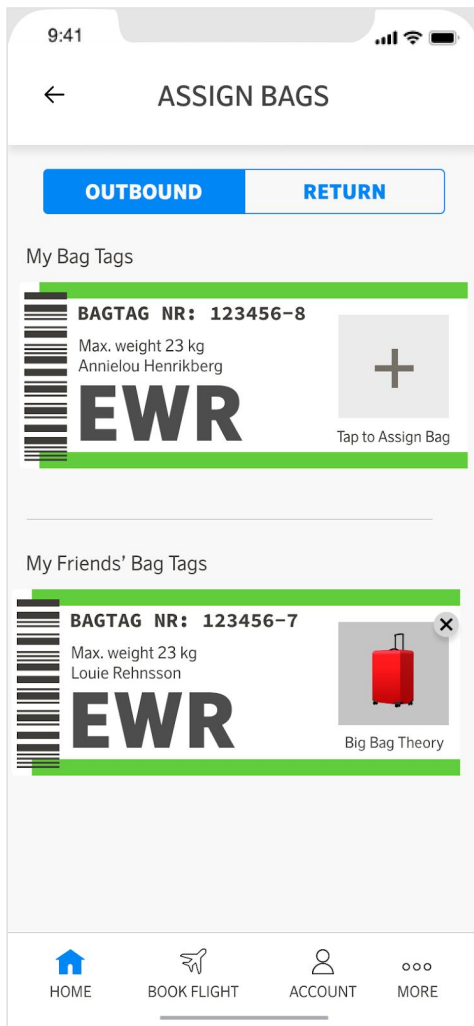 9:41
ASSIGN BAGS
OUTBOUND
RETURN
My Bag Tags
BAGTAG NR: 123456-8
Max. weight 23 kg
Annielou Henrikberg
EWR
Tap to Assign Bag
My Friends’ Bag Tags
BAGTAG NR: 123456-7
Max. weight 23 kg
Louie Rehnsson
EWR
Big Bag Theory
HOME
BOOK FLIGHT
ACCOUNT
MORE